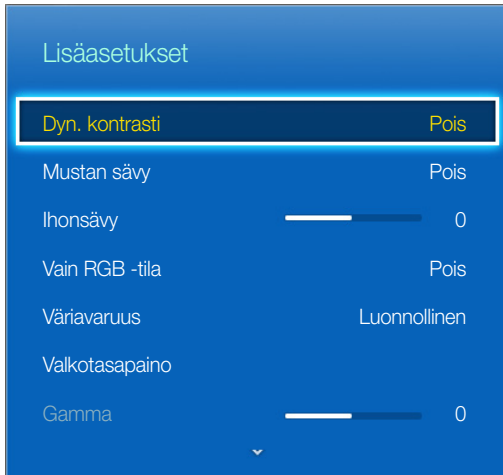 Lisäasetukset
Dyn. kontrasti Pois
Mustan sävy Pois
Ihonsävy 0
Vain RGB -tila Pois
Väriavaruus Luonnollinen
Valkotasapaino
Gamma 0